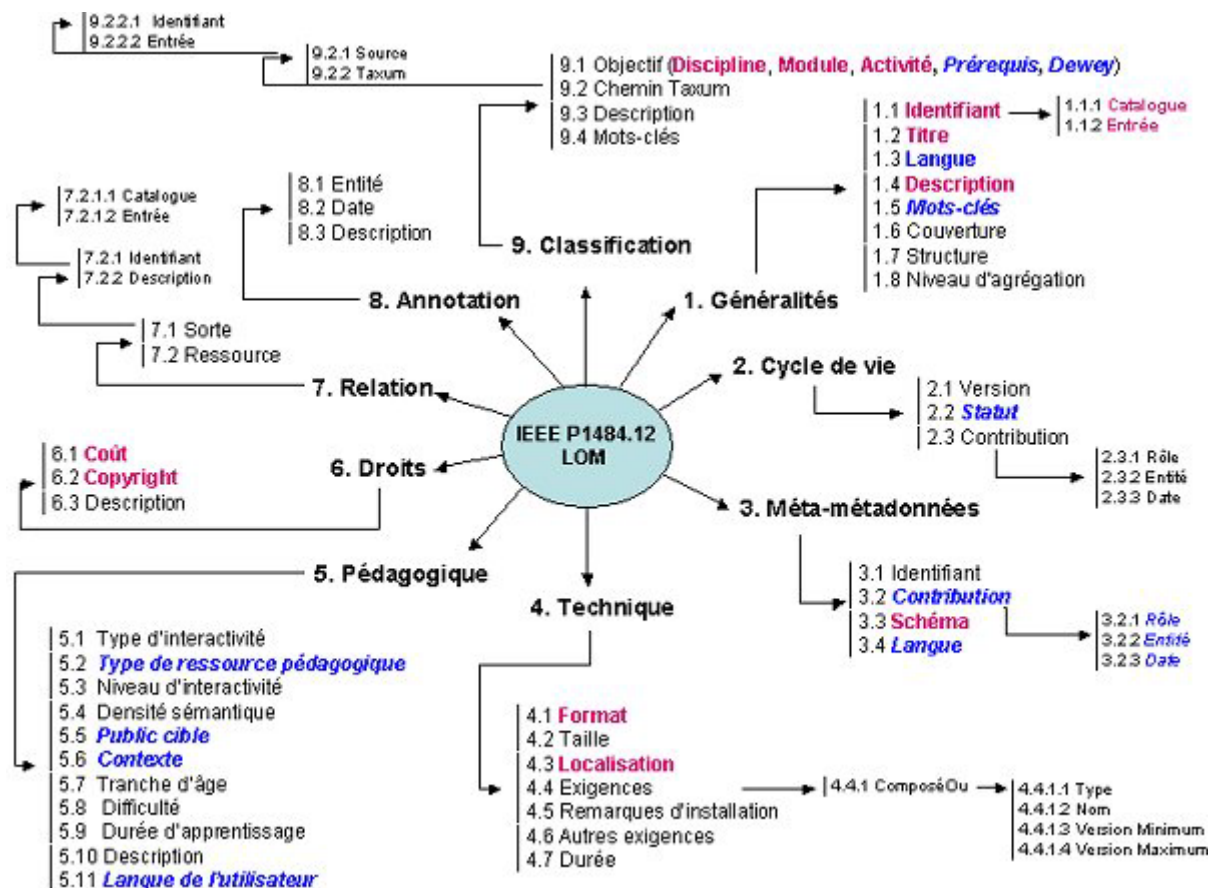 9.2.2.1 Identifiant
9.2.2.2 Entrée
9.2.1 Source
9.2.2 Taxum
9.1 Objectif (Discipline, Module, Activité, Prérequis, Dewey)
9.2 Chemin Taxum
9.3 Description
9.4 Mots-clés
9. Classification
1.1 Identifiant
1.2 Titre
1.3 Langue
1.4 Description
1.5 Mots-clés
1.6 Couverture
1.7 Structure
1.8 Niveau d'agrégation
1.1.1 Catalogue
1.1.2 Entrée
1. Généralités
8.1 Entité
8.2 Date
8.3 Description
8. Annotation
7.2.1.1 Catalogue
7.2.1.2 Entrée
7.2.1 Identifiant
7.2.2 Description
7.1 Sorte
7.2 Ressource
7. Relation
2. Cycle de vie
2.1 Version
2.2 Statut
2.3 Contribution
2.3.1 Rôle
2.3.2 Entité
2.3.3 Date
IEEE P1484.12
LOM
6.1 Coût
6.2 Copyright
6.3 Description
6. Droits
3. Méta-métadonnées
3.1 Identifiant
3.2 Contribution
3.3 Schéma
3.4 Langue
3.2.1 Rôle
3.2.2 Entité
3.2.3 Date
5. Pédagogique
5.1 Type d'interactivité
5.2 Type de ressource pédagogique
5.3 Niveau d'interactivité
5.4 Densité sémantique
5.5 Public cible
5.6 Contexte
5.7 Tranche d'âge
5.8 Difficulté
5.9 Durée d'apprentissage
5.10 Description
5.11 Langue de l'utilisateur
4. Technique
4.1 Format
4.2 Taille
4.3 Localisation
4.4 Exigences
4.5 Remarques d'installation
4.6 Autres exigences
4.7 Durée
4.4.1 ComposéOu
4.4.1.1 Type
4.4.1.2 Nom
4.4.1.3 Version Minimum
4.4.1.4 Version Maximum